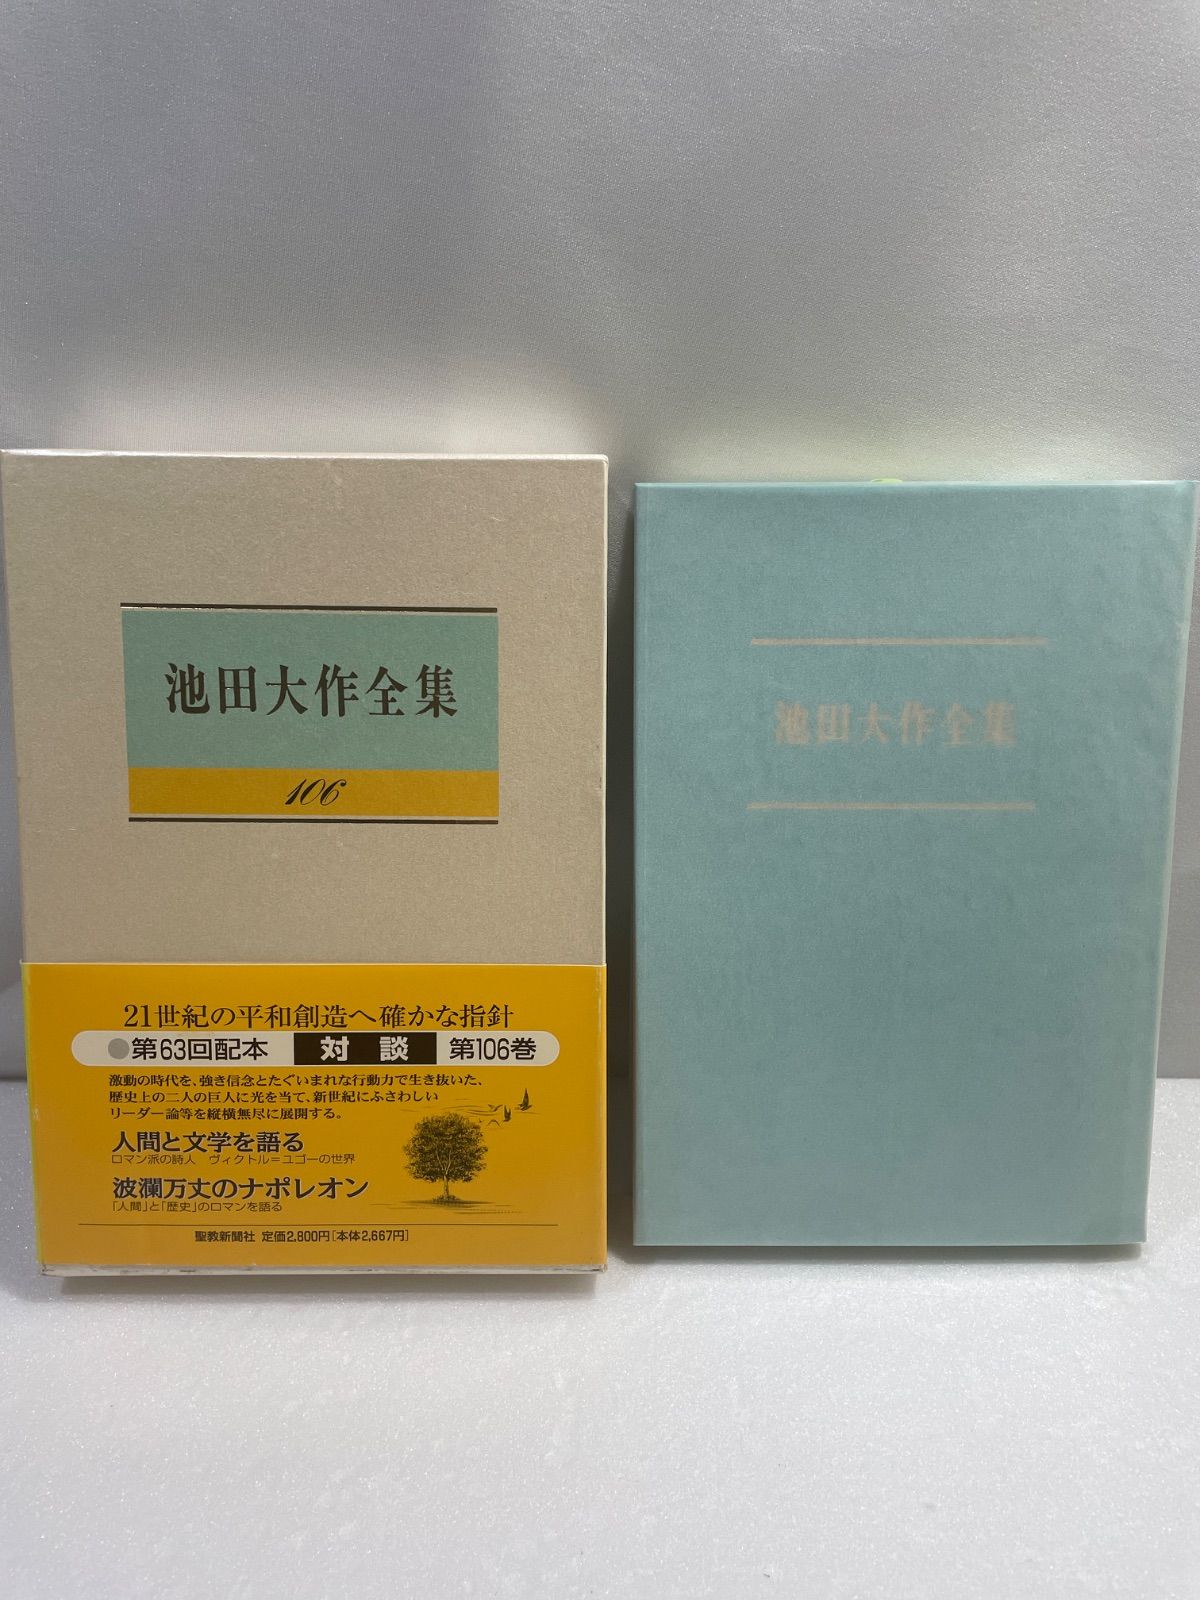 池田大作全集
106
21世紀の平和創造へ確かな指針
●第63回配本 対談 第106巻
激動の時代を、強き信念とたぐいまれな行動力で生き抜いた、
歴史上の二人の巨人に光を当て、新世紀にふさわしい
リーダー論等を縦横無尽に展開する。
人間と文学を語る
ロマン派の詩人 ヴィクトル=ユゴーの世界
波瀾万丈のナポレオン
「人間」と「歴史」のロマンを語る
聖教新聞社 定価2,800円[本体2,667円]
池田大作全集